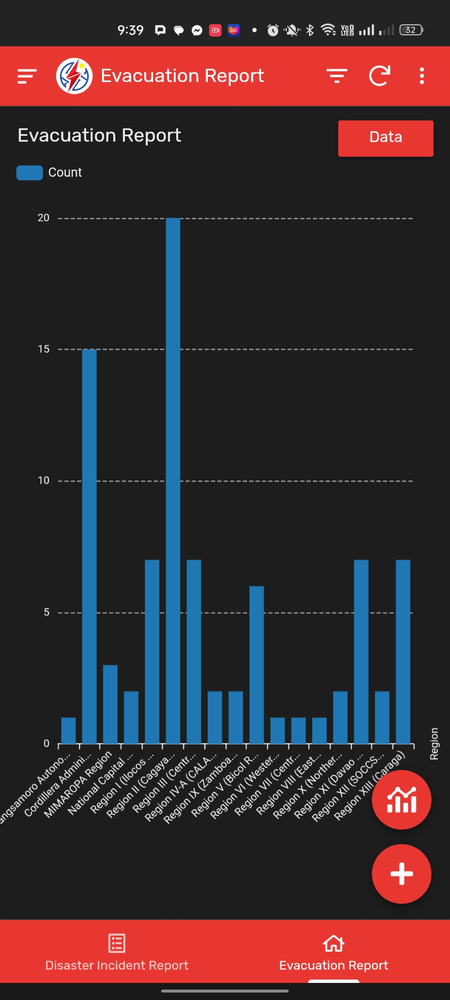 9:39
VoD LTE2
32
Evacuation Report
Evacuation Report
Data
Count
20
15
10
5
0
angsamoro Autono...
Cordillera Admini...
MIMAROPA Region
National Capital ...
Region I (Ilocos ...
Region II (Cagaya...
Region III (Centr...
Region IV-A (CALA...
Region IX (Zamboa...
Region V (Bicol R...
Region VI (Wester...
Region VII (Centr...
Region VIII (East...
Region X (Norther...
Region XI (Davao ...
Region XII (SOCCS...
Region XIII (Caraga)
Region
Disaster Incident Report
Evacuation Report